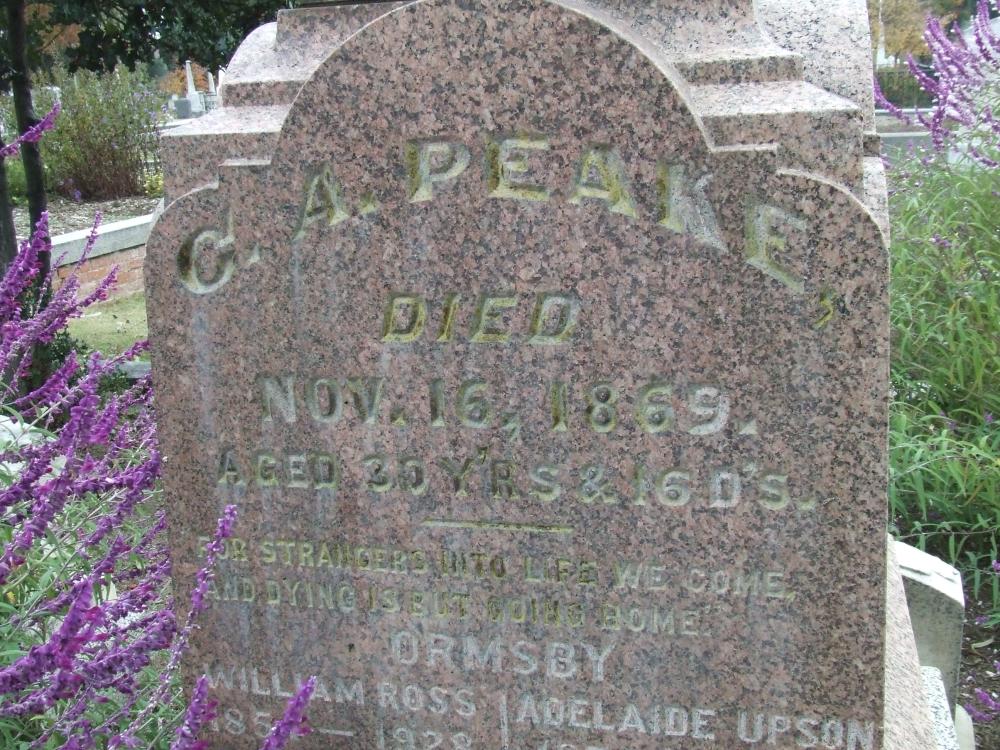 C. A. PEAKE,
DIED
NOV. 16, 1869.
AGED 30 Y'RS & 16 D'S.
FOR STRANGERS INTO LIFE WE COME,
AND DYING IS BUT GOING HOME."
ORMSBY
WILLIAM ROSS
ADELAIDE UPSON
1928